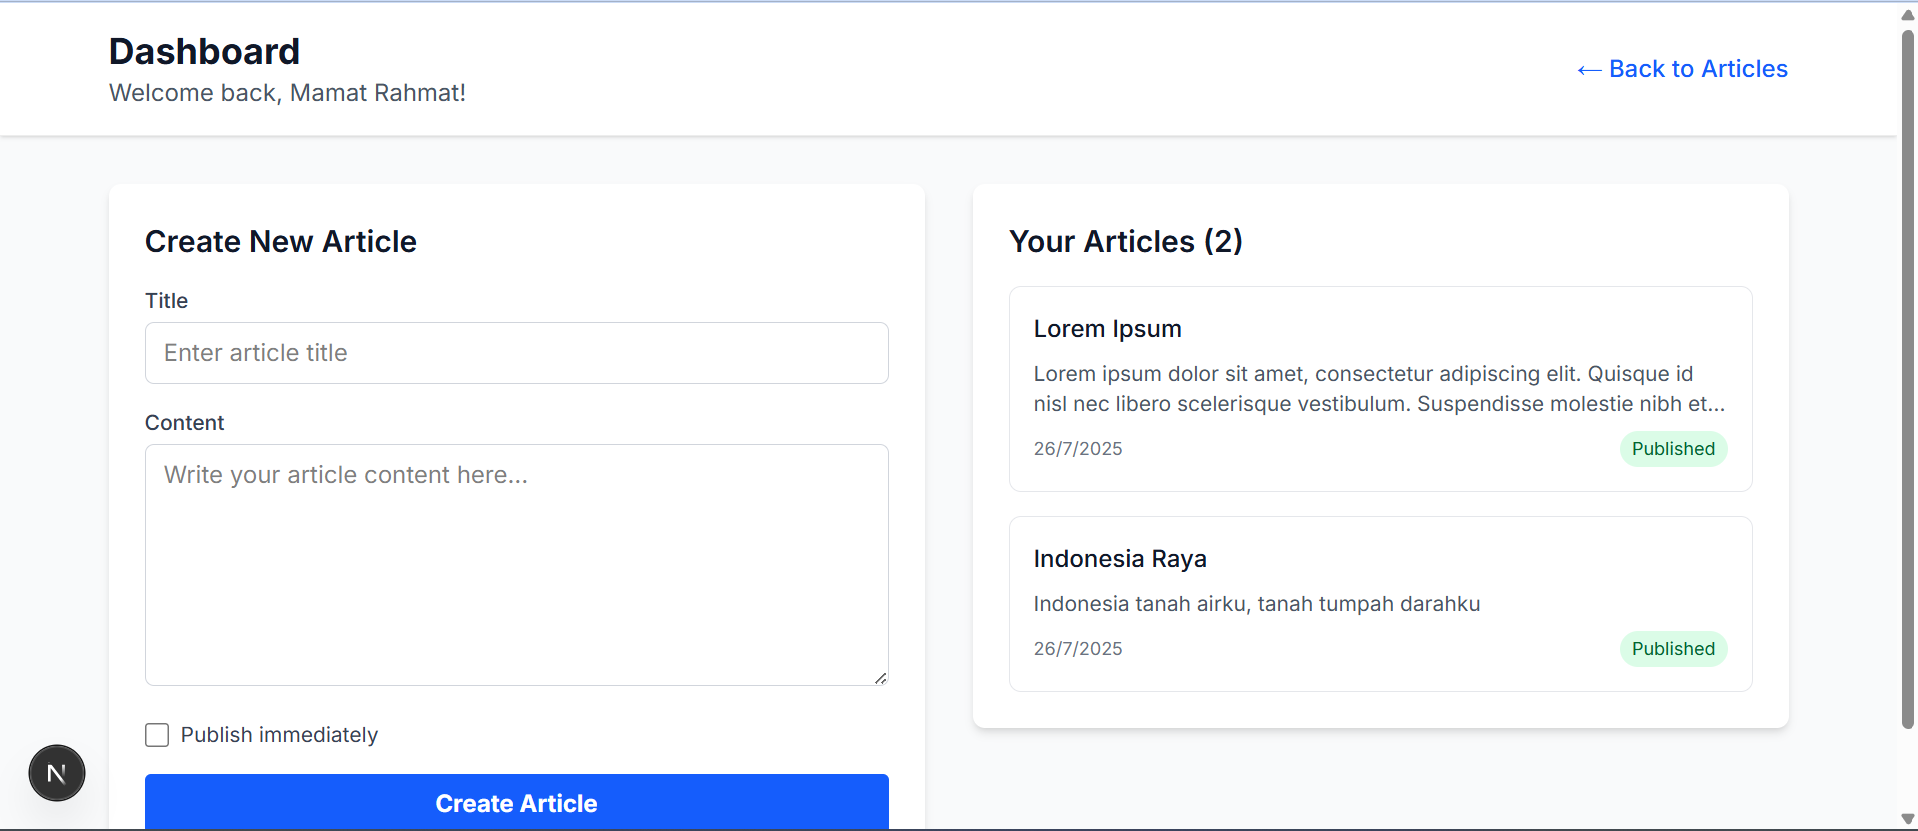 Dashboard
Welcome back, Mamat Rahmat!
← Back to Articles
Create New Article
Title
Enter article title
Content
Write your article content here...
Publish immediately
Create Article
Your Articles (2)
Lorem Ipsum
Lorem ipsum dolor sit amet, consectetur adipiscing elit. Quisque id
nisl nec libero scelerisque vestibulum. Suspendisse molestie nibh et...
26/7/2025
Published
Indonesia Raya
Indonesia tanah airku, tanah tumpah darahku
26/7/2025
Published
N